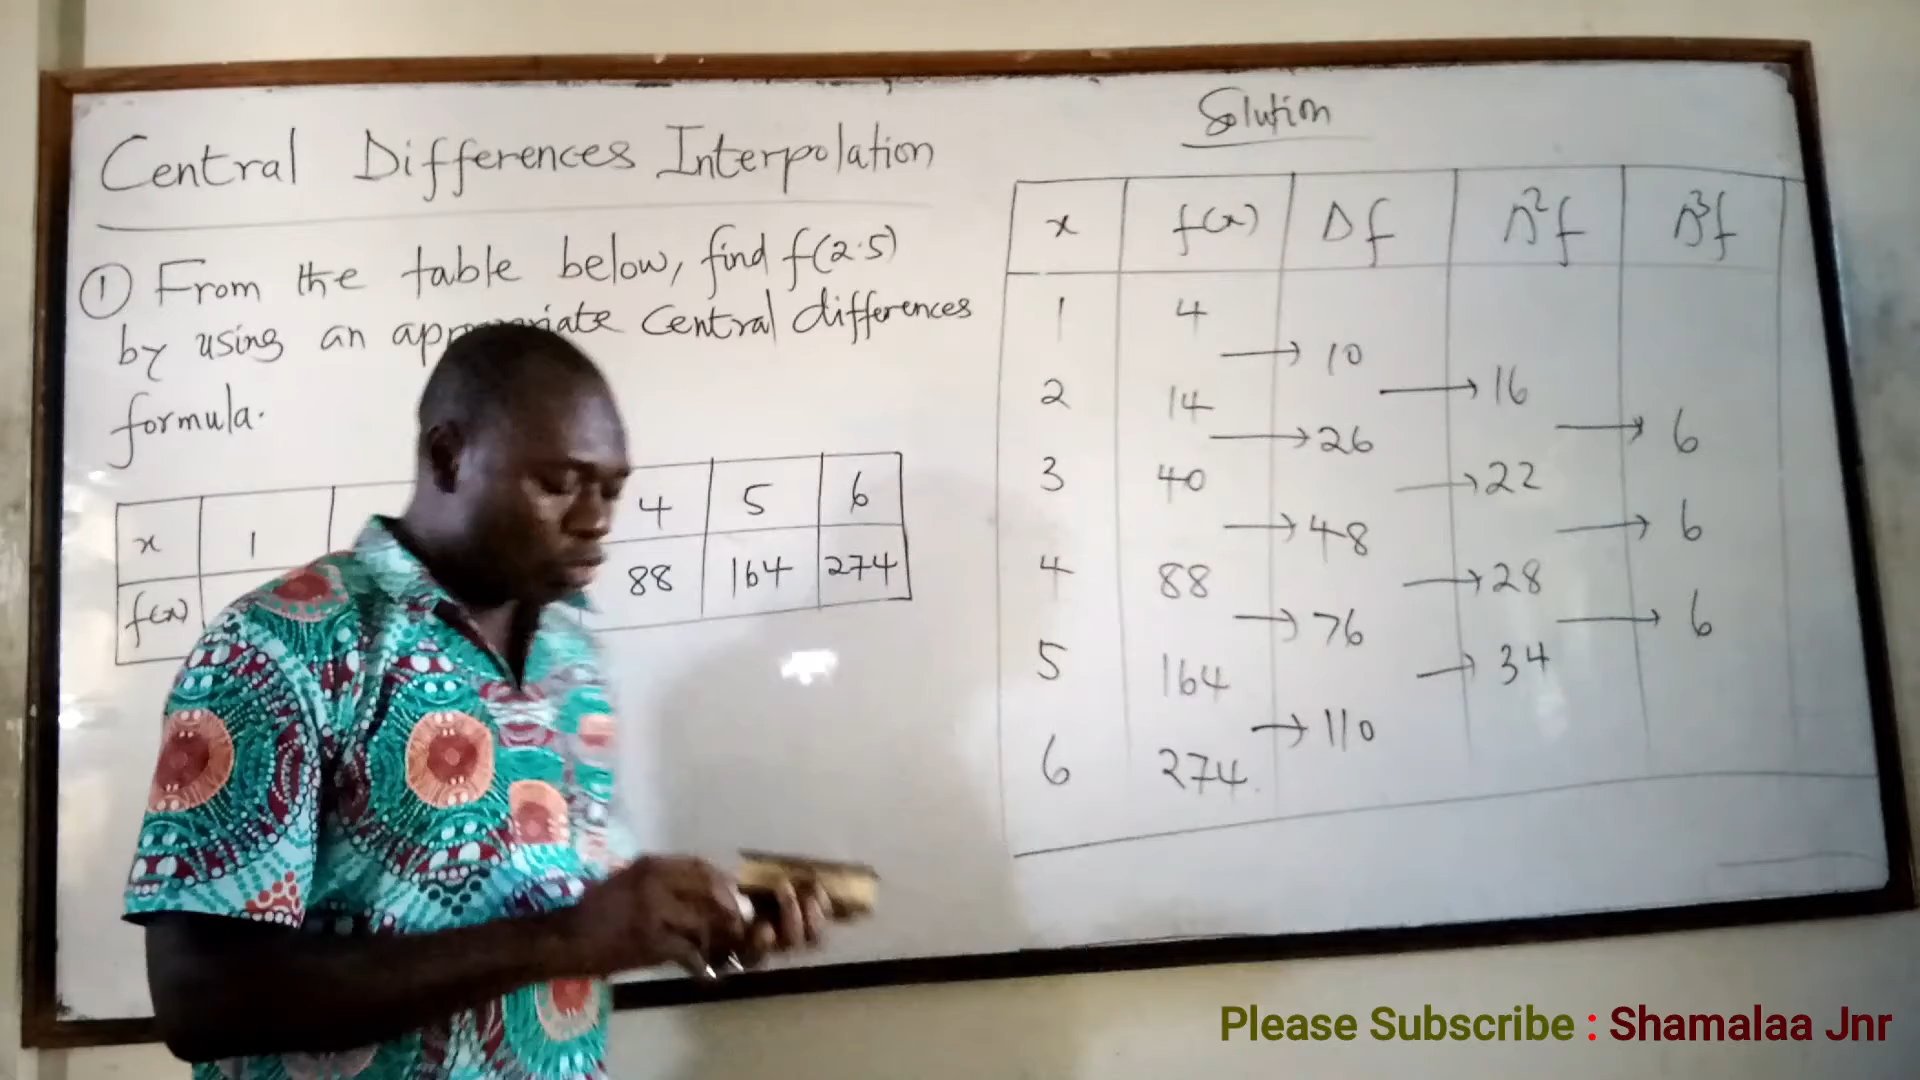 Central Differences Interpolation
① From the table below, find f(2.5)
by using an central differences
formula.
x 1 4 5 6
f(x) 88 164 274
Solution
x f(x) Δf Δ²f Δ³f
1 4
→ 10
2 14 → 16
→ 26 → 6
3 40 → 22
→ 48 → 6
4 88 → 28
→ 76 → 6
5 164 → 34
→ 110
6 274
Please Subscribe : Shamalaa Jnr